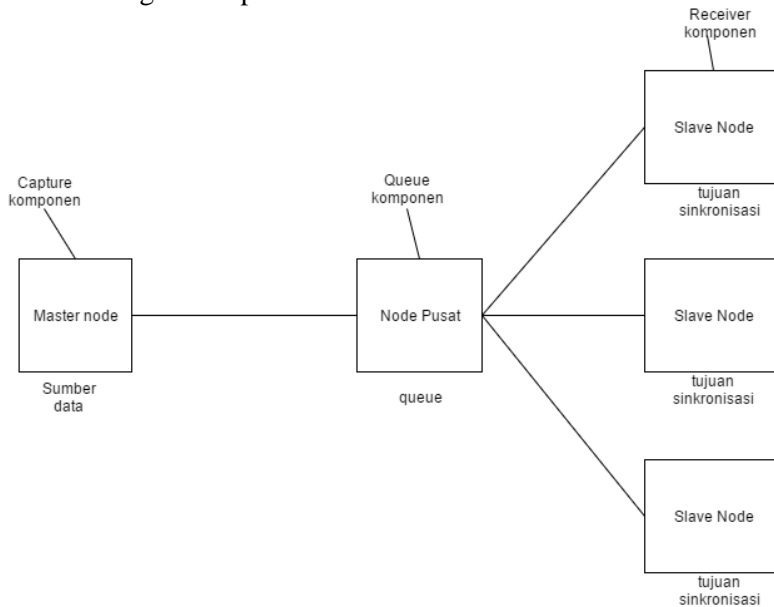 Receiver
komponen
Slave Node
tujuan
sinkronisasi
Capture
komponen
Queue
komponen
Master node
Node Pusat
Slave Node
Sumber
data
queue
tujuan
sinkronisasi
Slave Node
tujuan
sinkronisasi